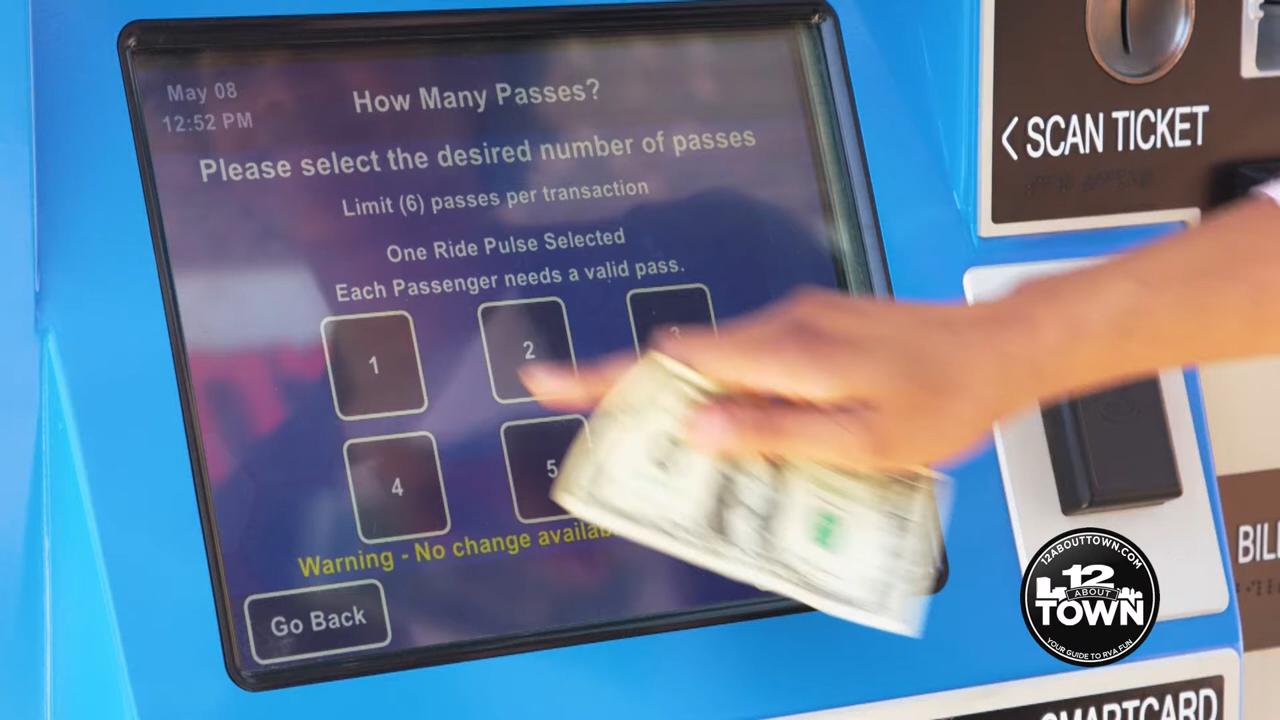 May 08
12:52 PM
How Many Passes?
Please select the desired number of passes
Limit (6) passes per transaction
One Ride Pulse Selected
Each Passenger needs a valid pass.
1
2
3
4
5
Warning - No change
Go Back
< SCAN TICKET
12ABOUTTOWN.COM
12
ABOUT
TOWN
YOUR GUIDE TO RVA FUN
SMARTCARD